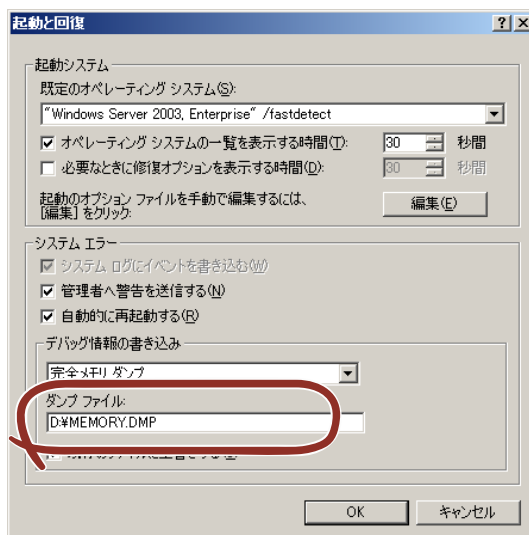 起動と回復
起動システム
既定のオペレーティング システム(S):
"Windows Server 2003, Enterprise" /fastdetect
オペレーティング システムの一覧を表示する時間(T): 30 秒間
必要なときに修復オプションを表示する時間(D): 30 秒間
起動のオプション ファイルを手動で編集するには、
[編集] をクリック: 編集(E)
システム エラー
システム ログにイベントを書き込む(W)
管理者へ警告を送信する(N)
自動的に再起動する(R)
デバッグ情報の書き込み
完全メモリ ダンプ
ダンプ ファイル:
D:¥MEMORY.DMP
OK キャンセル